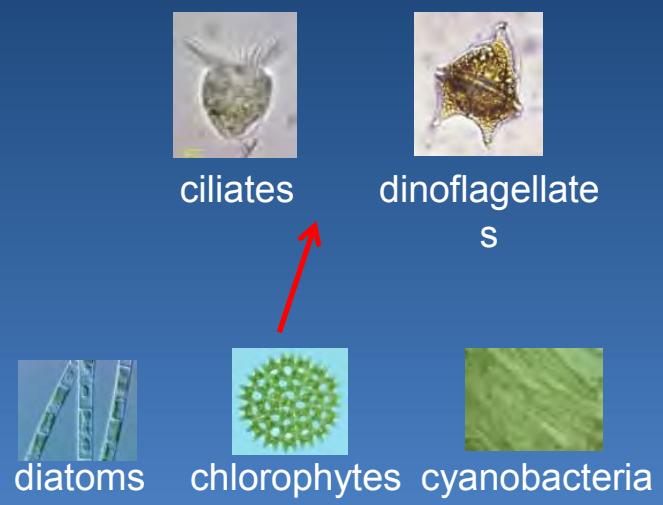 ciliates
dinoflagellate
s
diatoms
chlorophytes
cyanobacteria